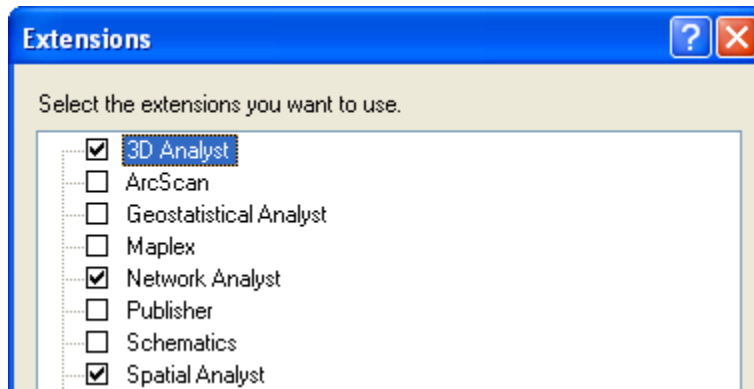 Extensions
Select the extensions you want to use.
3D Analyst
ArcScan
Geostatistical Analyst
Maplex
Network Analyst
Publisher
Schematics
Spatial Analyst